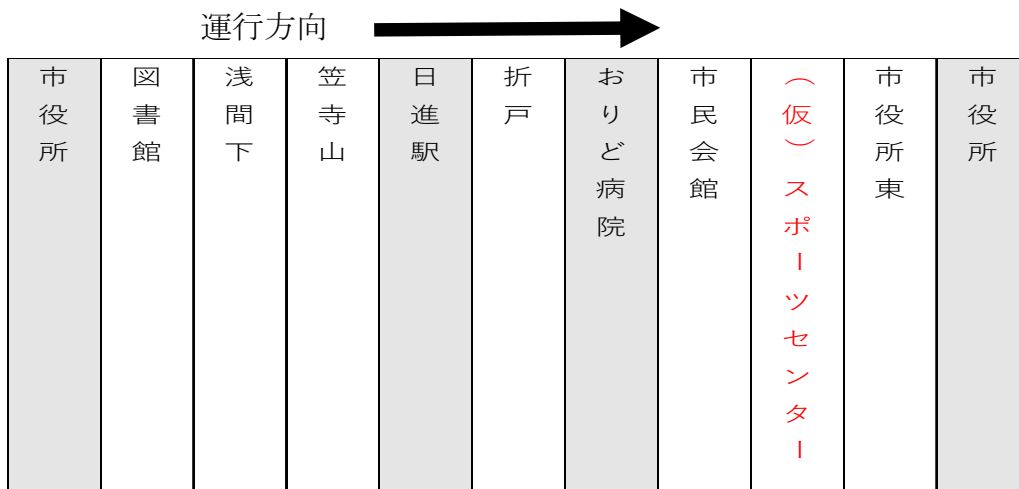 運行方向
市役所
図書館
浅間下
笠寺山
日進駅
折戸
おりど病院
市民会館
（仮）スポーツセンター
市役所東
市役所